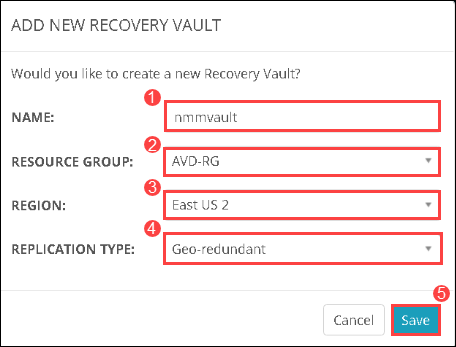 ADD NEW RECOVERY VAULT
Would you like to create a new Recovery Vault?
1
NAME: nmmvault
2
RESOURCE GROUP: AVD-RG
3
REGION: East US 2
4
REPLICATION TYPE: Geo-redundant
5
Cancel Save